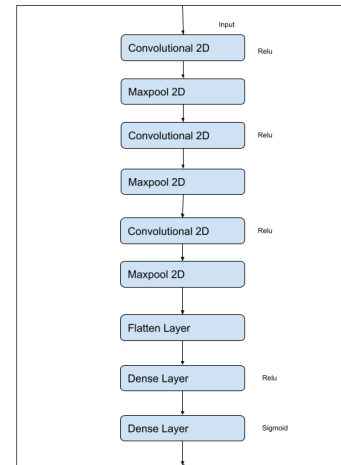 Input
Convolutional 2D
Relu
Maxpool 2D
Convolutional 2D
Relu
Maxpool 2D
Convolutional 2D
Relu
Maxpool 2D
Flatten Layer
Dense Layer
Relu
Dense Layer
Sigmoid